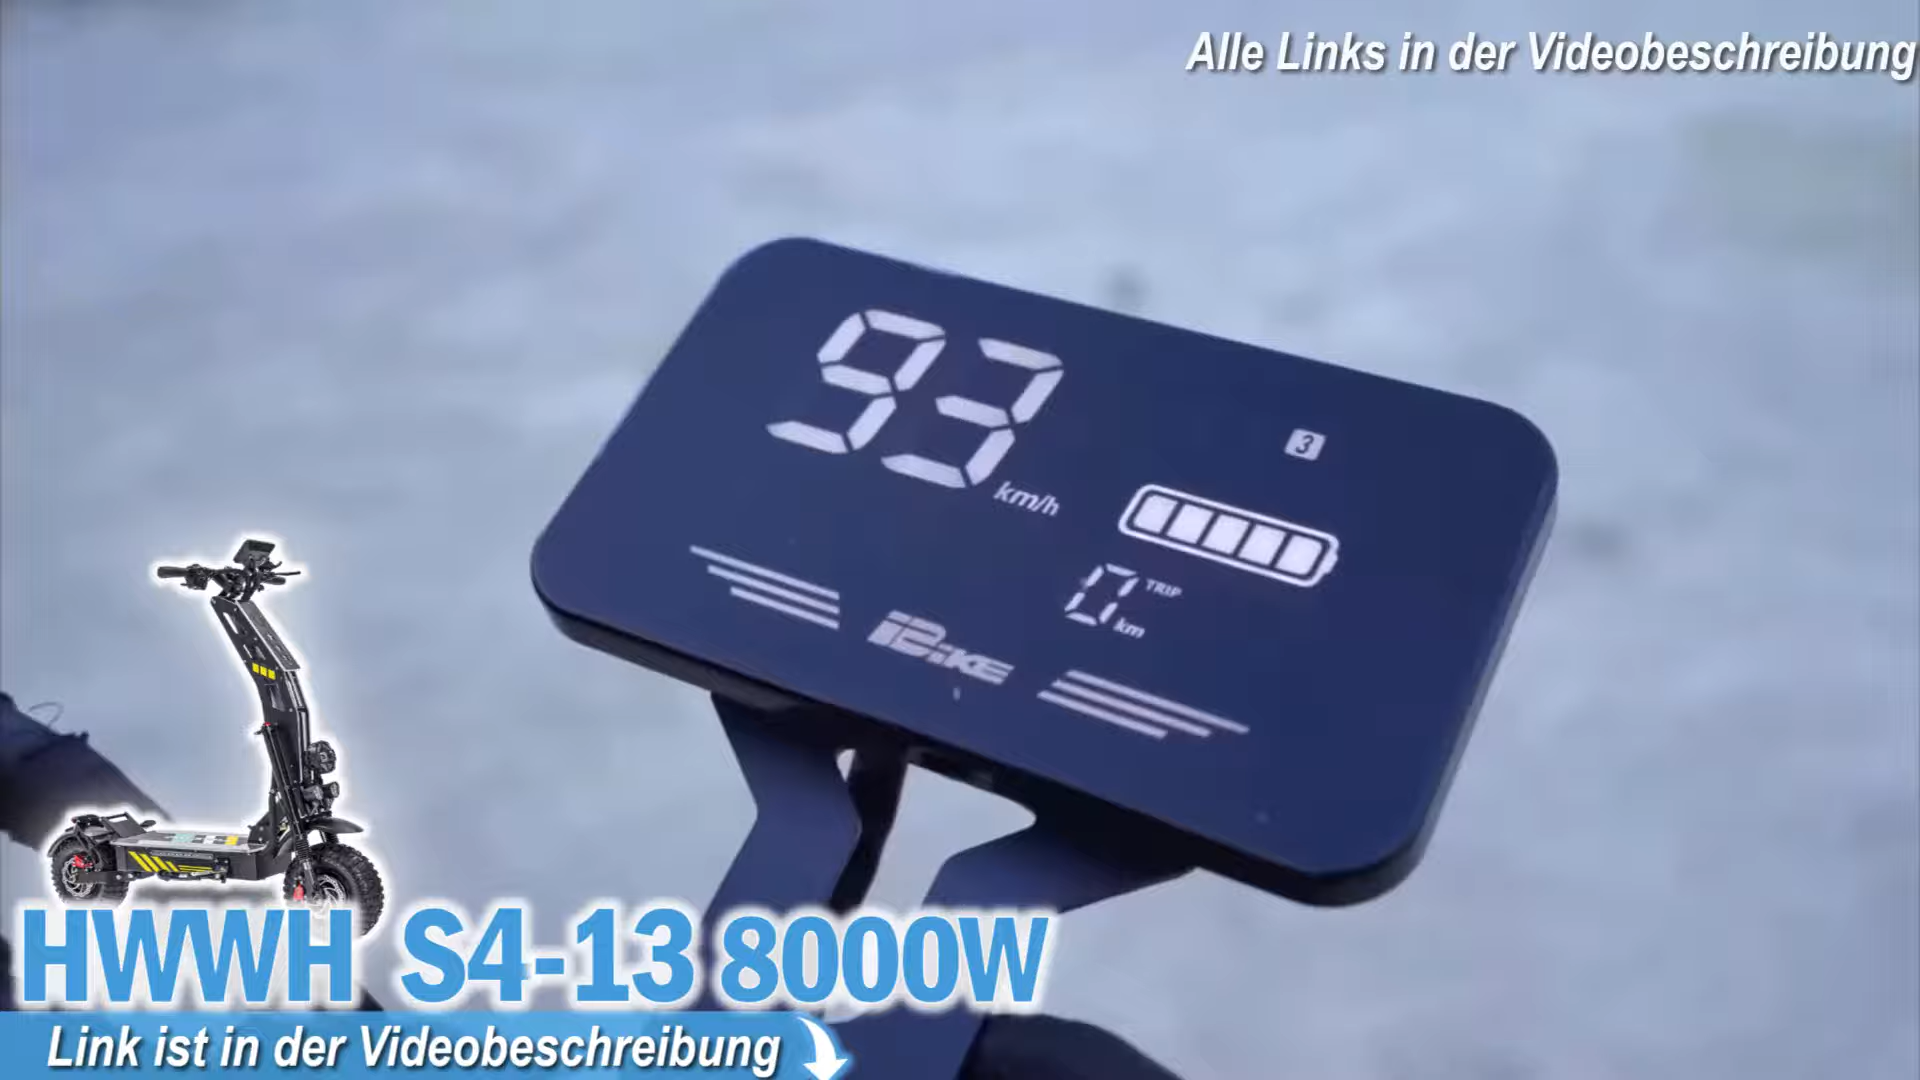 Alle Links in der Videobeschreibung
93
km/h
3
0
TRIP
km
iBike
HWWH S4-13 8000W
Link ist in der Videobeschreibung